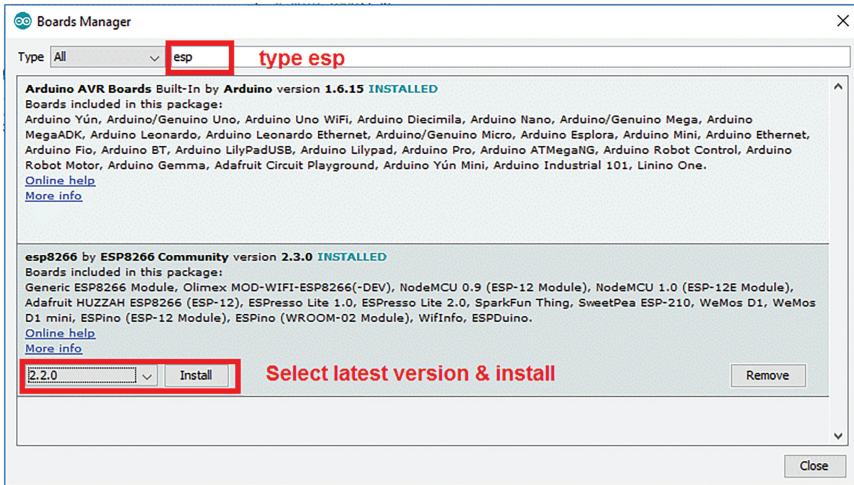 Boards Manager
Type All esp type esp
Arduino AVR Boards Built-In by Arduino version 1.6.15 INSTALLED
Boards included in this package:
Arduino Yún, Arduino/Genuino Uno, Arduino Uno WiFi, Arduino Diecimila, Arduino Nano, Arduino/Genuino Mega, Arduino
MegaADK, Arduino Leonardo, Arduino Leonardo Ethernet, Arduino/Genuino Micro, Arduino Esplora, Arduino Mini, Arduino Ethernet,
Arduino Fio, Arduino BT, Arduino LilyPadUSB, Arduino Lilypad, Arduino Pro, Arduino ATMegaNG, Arduino Robot Control, Arduino
Robot Motor, Arduino Gemma, Adafruit Circuit Playground, Arduino Yún Mini, Arduino Industrial 101, Linino One.
Online help
More info
esp8266 by ESP8266 Community version 2.3.0 INSTALLED
Boards included in this package:
Generic ESP8266 Module, Olimex MOD-WIFI-ESP8266(-DEV), NodeMCU 0.9 (ESP-12 Module), NodeMCU 1.0 (ESP-12E Module),
Adafruit HUZZAH ESP8266 (ESP-12), ESPresso Lite 1.0, ESPresso Lite 2.0, SparkFun Thing, SweetPea ESP-210, WeMos D1, WeMos
D1 mini, ESPino (ESP-12 Module), ESPino (WROOM-02 Module), WifInfo, ESPDuino.
Online help
More info
2.2.0 Install Select latest version & install Remove
Close